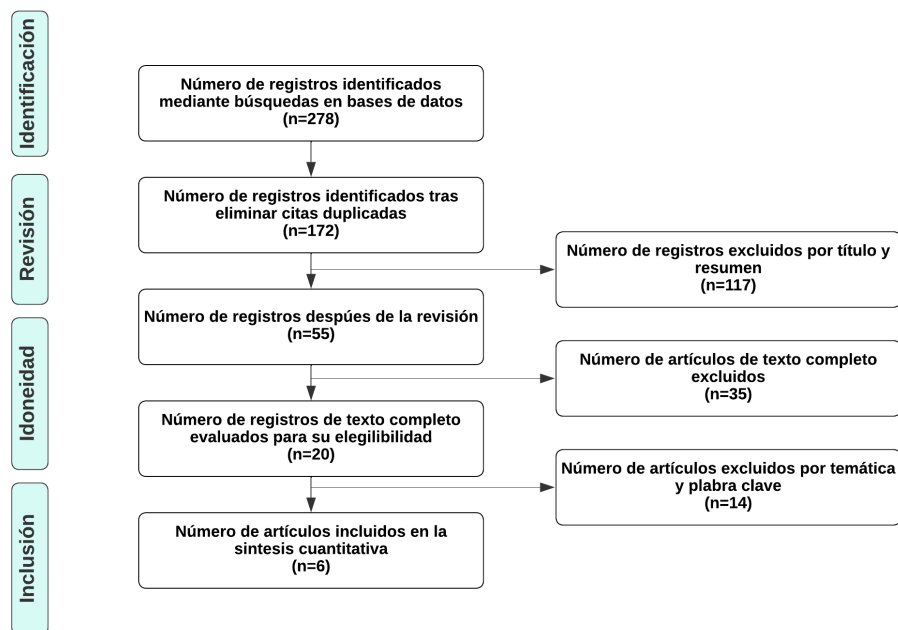 Identificación
Número de registros identificados
mediante búsquedas en bases de datos
(n=278)
Revisión
Número de registros identificados tras
eliminar citas duplicadas
(n=172)
Número de registros excluidos por título y
resumen
(n=117)
Número de registros despúes de la revisión
(n=55)
Idoneidad
Número de artículos de texto completo
excluidos
(n=35)
Número de registros de texto completo
evaluados para su elegilibilidad
(n=20)
Número de artículos excluidos por temática
y plabra clave
(n=14)
Inclusión
Número de artículos incluidos en la
sintesis cuantitativa
(n=6)